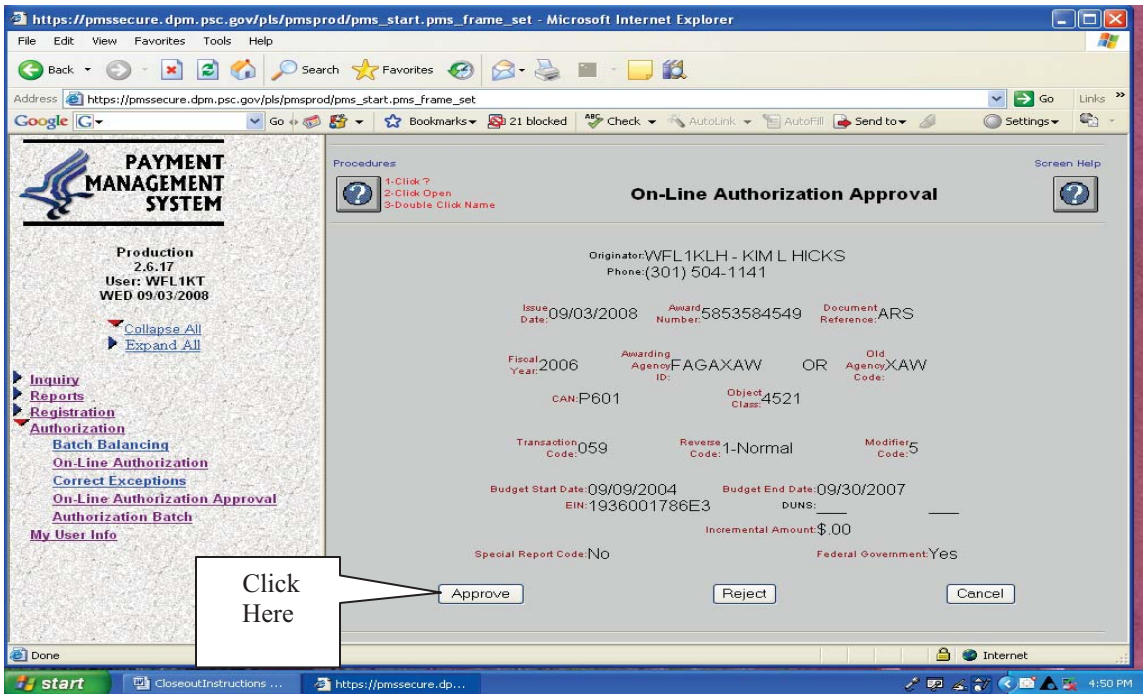 https://pmssecure.dpm.psc.gov/pls/pmsprod/pms_start.pms_frame_set - Microsoft Internet Explorer
File Edit View Favorites Tools Help
Back Search Favorites
Address https://pmssecure.dpm.psc.gov/pls/pmsprod/pms_start.pms_frame_set Go Links »
Google G Go Bookmarks 21 blocked ABC Check AutoLink AutoFill Send to Settings
PAYMENT
MANAGEMENT
SYSTEM
Production
2.6.17
User: WFL1KT
WED 09/03/2008
Collapse All
Expand All
Inquiry
Reports
Registration
Authorization
Batch Balancing
On-Line Authorization
Correct Exceptions
On-Line Authorization Approval
Authorization Batch
My User Info
Procedures Screen Help
1-Click ?
2-Click Open
3-Double Click Name
On-Line Authorization Approval
Originator:WFL1KLH - KIM L HICKS
Phone:(301) 504-1141
Issue Date:09/03/2008 Award Number:5853584549 Document Reference:ARS
Fiscal Year:2006 Awarding Agency ID:FAGAXAW OR Old Agency Code:XAW
CAN:P601 Object Class:4521
Transaction Code:059 Reverse Code:1-Normal Modifier Code:5
Budget Start Date:09/09/2004 Budget End Date:09/30/2007
EIN:1936001786E3 DUNS:
Incremental Amount:$.00
Special Report Code:No Federal Government:Yes
Approve Reject Cancel
Click
Here
Done Internet
start CloseoutInstructions ... https://pmssecure.dp... 4:50 PM